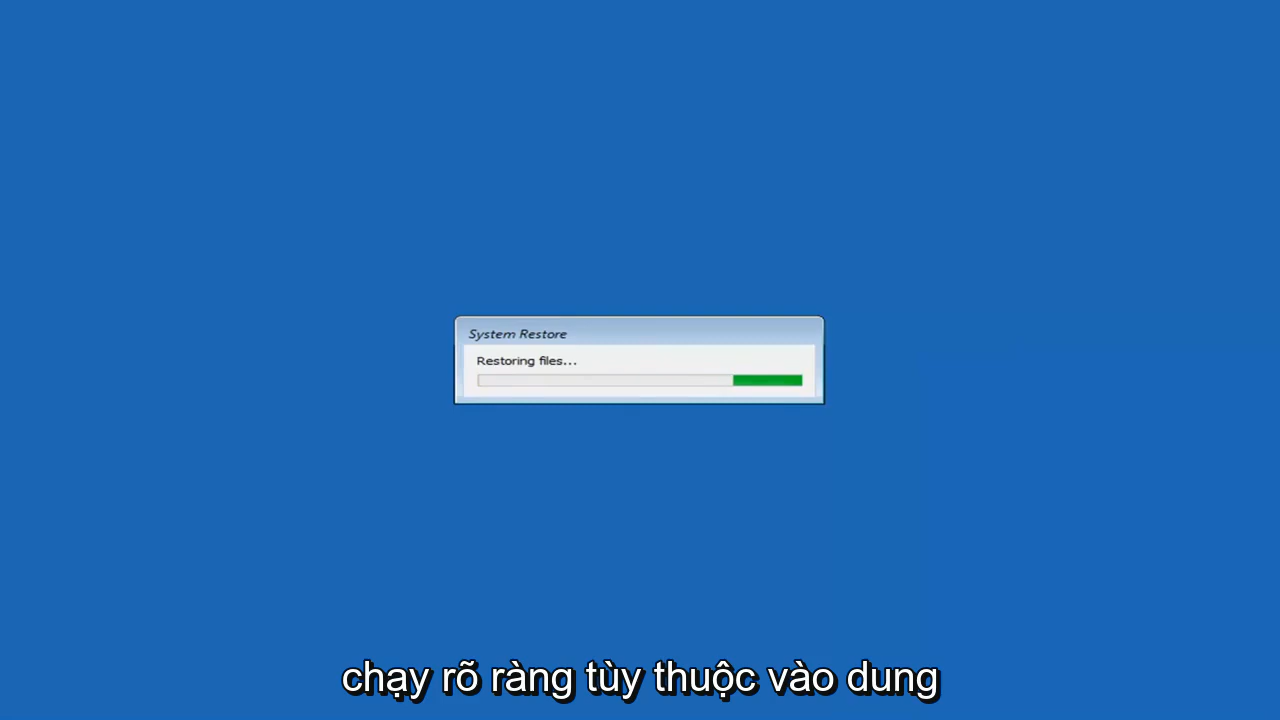 System Restore
Restoring files...
chạy rõ ràng tùy thuộc vào dung